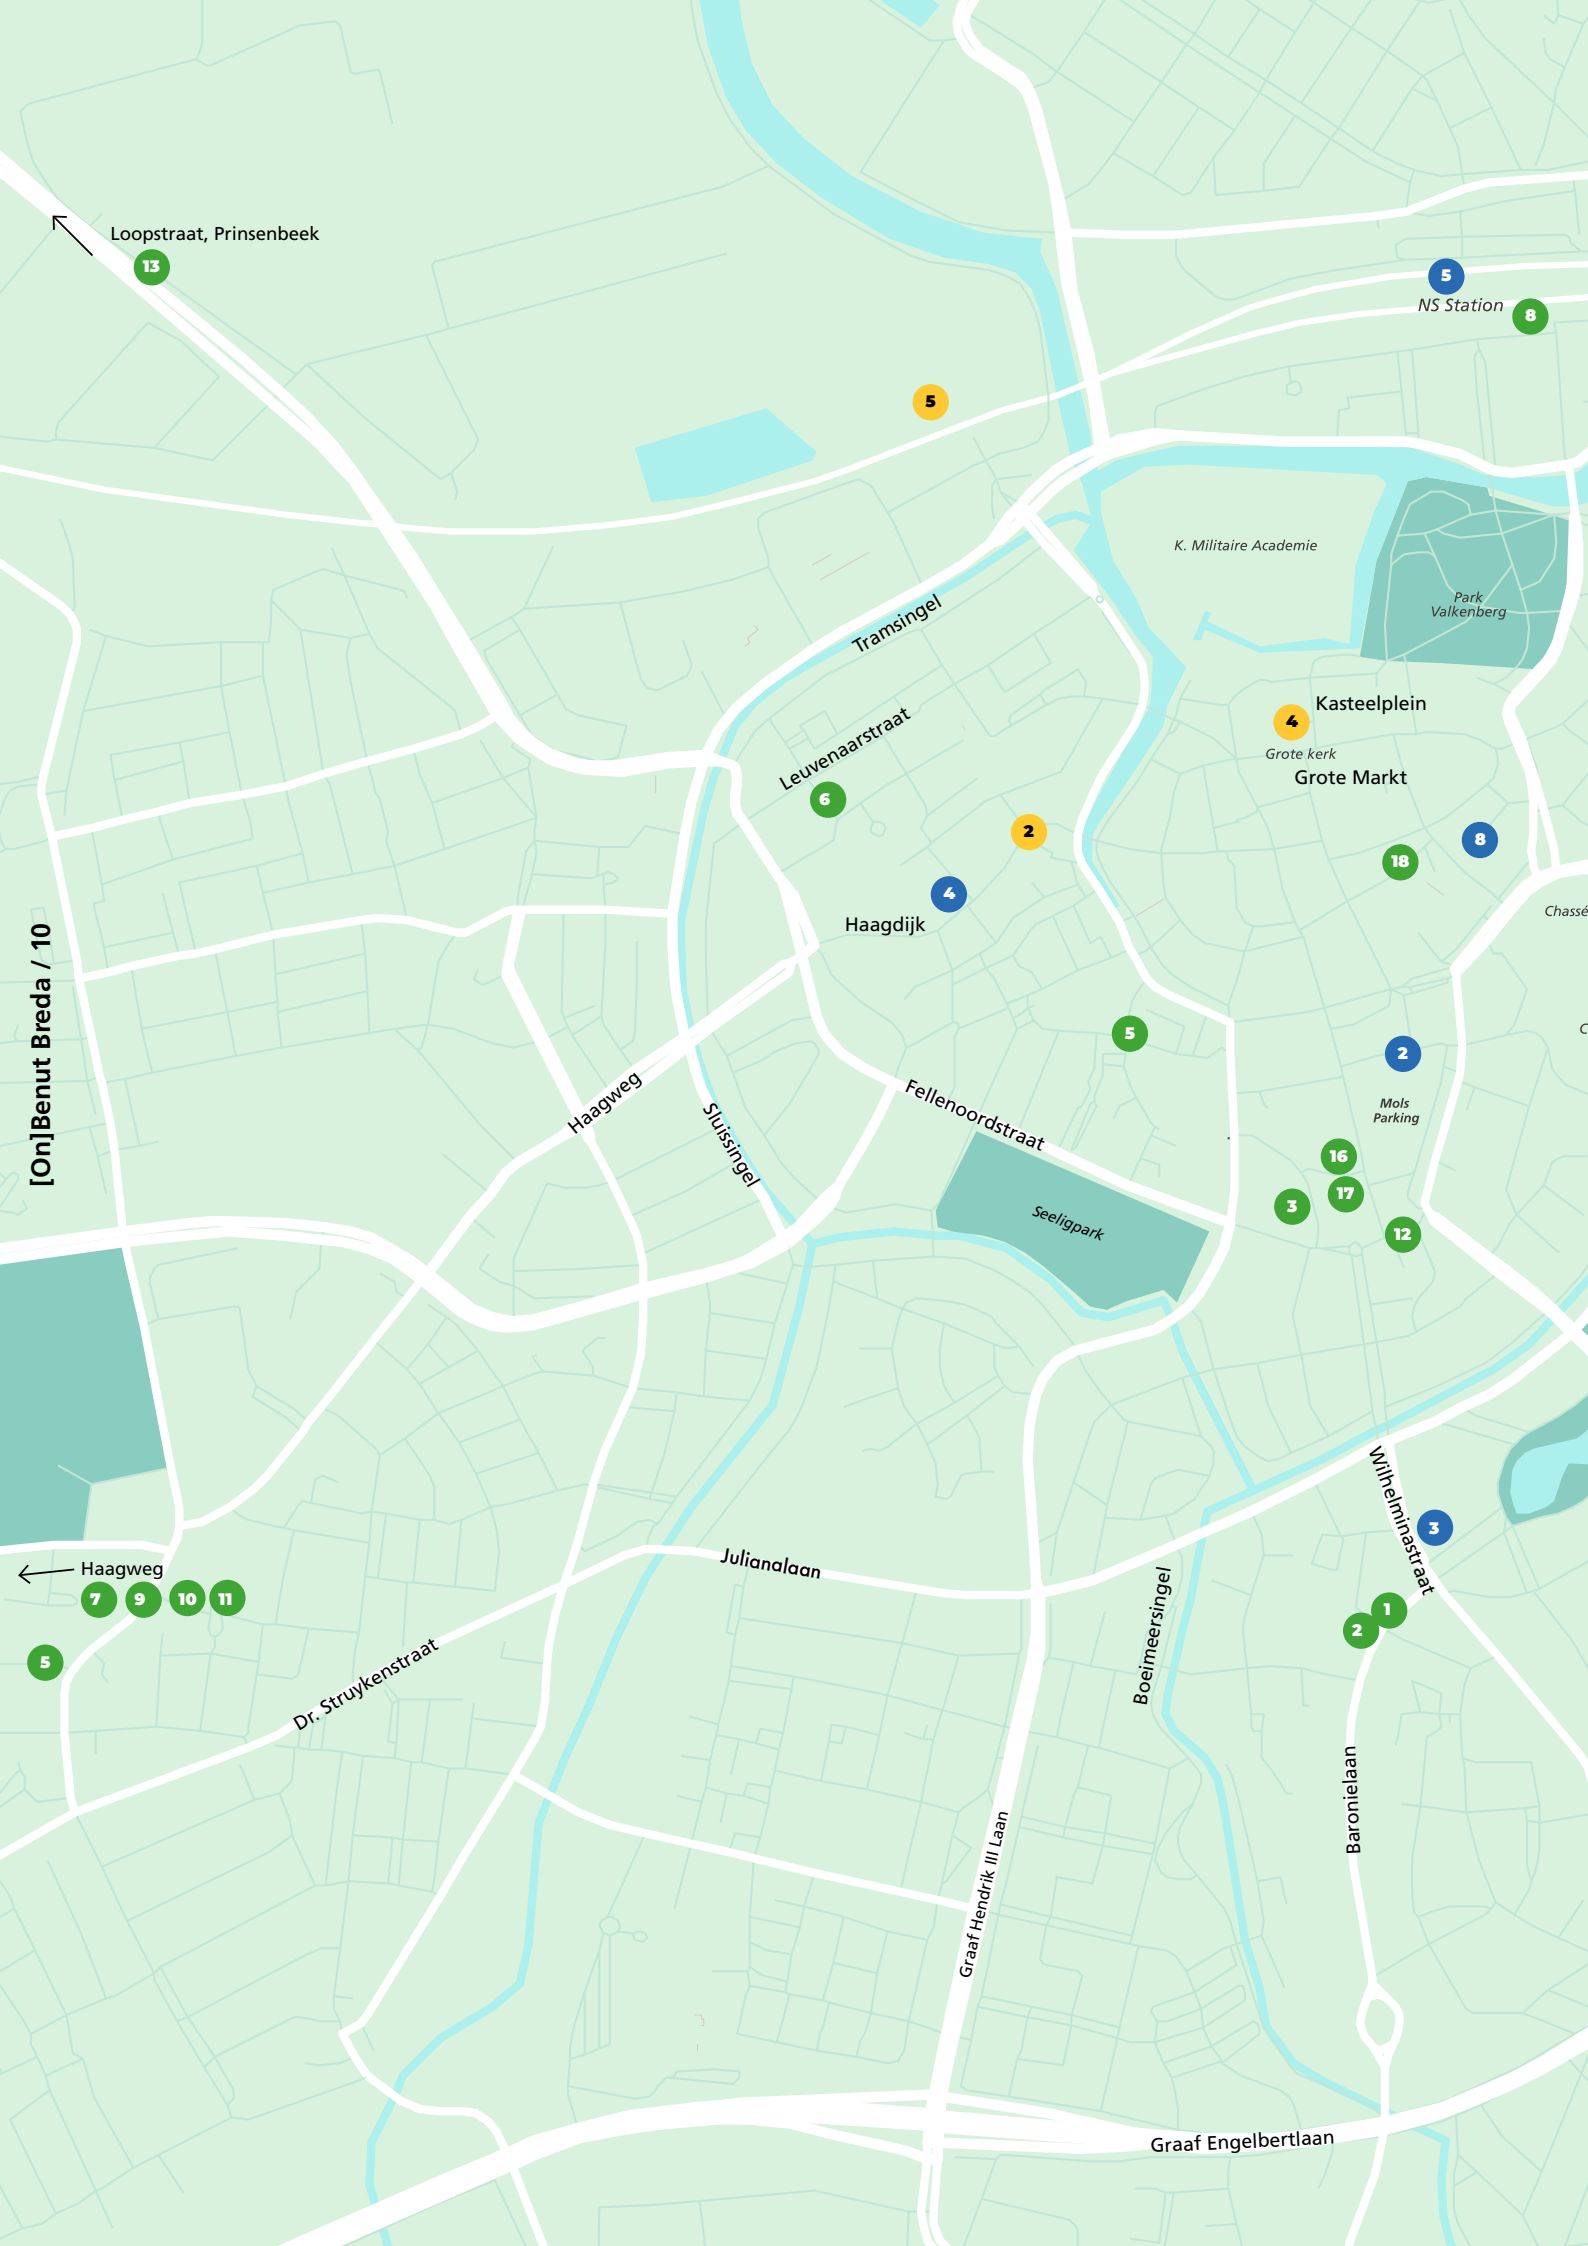 Loopstraat, Prinsenbeek
13
5
NS Station
8
5
K. Militaire Academie
Park
Valkenberg
Tramsingel
Kasteelplein
4
Grote kerk
Grote Markt
Leuvenaarstraat
6
2
8
18
4
Haagdijk
Chassé
[On]Benut Breda / 10
C
5
2
Mols
Parking
Haagweg
Sluissingel
Fellenoordstraat
16
17
3
12
Seeligpark
Wilhelminastraat
3
Julianalaan
Haagweg
7
9
10
11
5
Boeimeersingel
1
2
Dr. Struykenstraat
Baronielaan
Graaf Hendrik III Laan
Graaf Engelbertlaan